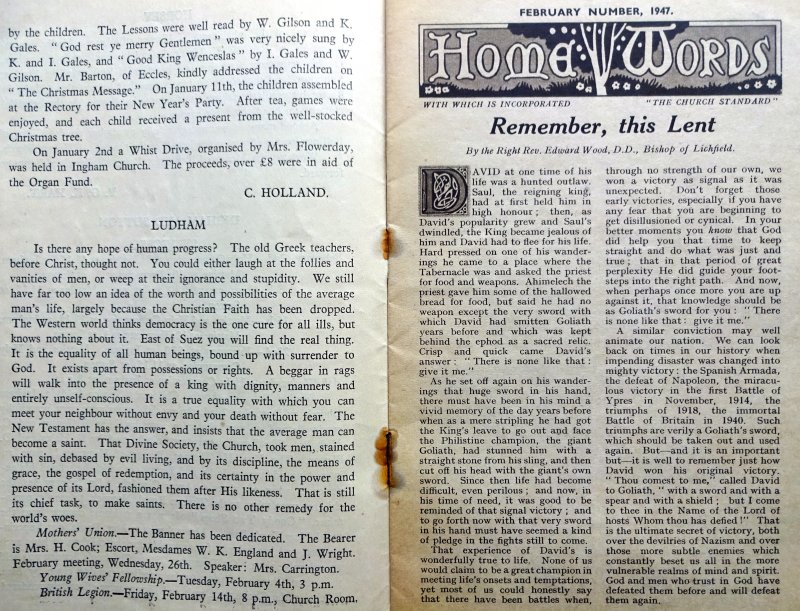 by the children. The Lessons were well read by W. Gilson and K.
Gales. "God rest ye merry Gentlemen" was very nicely sung by
K. and I. Gales, and "Good King Wenceslas" by I. Gales and W.
Gilson. Mr. Barton, of Eccles, kindly addressed the children on
"The Christmas Message." On January 11th, the children assembled
at the Rectory for their New Year's Party. After tea, games were
enjoyed, and each child received a present from the well-stocked
Christmas tree.
On January 2nd a Whist Drive, organised by Mrs. Flowerday,
was held in Ingham Church. The proceeds, over £8 were in aid of
the Organ Fund.
C. HOLLAND.
LUDHAM
Is there any hope of human progress? The old Greek teachers,
before Christ, thought not. You could either laugh at the follies and
vanities of men, or weep at their ignorance and stupidity. We still
have far too low an idea of the worth and possibilities of the average
man's life, largely because the Christian Faith has been dropped.
The Western world thinks democracy is the one cure for all ills, but
knows nothing about it. East of Suez you will find the real thing.
It is the equality of all human beings, bound up with surrender to
God. It exists apart from possessions or rights. A beggar in rags
will walk into the presence of a king with dignity, manners and
entirely unself-conscious. It is a true equality with which you can
meet your neighbour without envy and your death without fear. The
New Testament has the answer, and insists that the average man can
become a saint. That Divine Society, the Church, took men, stained
with sin, debased by evil living, and by its discipline, the means of
grace, the gospel of redemption, and its certainty in the power and
presence of its Lord, fashioned them after His likeness. That is still
its chief task, to make saints. There is no other remedy for the
world's woes.
Mothers' Union.—The Banner has been dedicated. The Bearer
is Mrs. H. Cook; Escort, Mesdames W. K. England and J. Wright.
February meeting, Wednesday, 26th. Speaker: Mrs. Carrington.
Young Wives' Fellowship.—Tuesday, February 4th, 3 p.m.
British Legion.—Friday, February 14th, 8 p.m., Church Room.
FEBRUARY NUMBER, 1947.
HOME WORDS
WITH WHICH IS INCORPORATED "THE CHURCH STANDARD"
Remember, this Lent
By the Right Rev. Edward Wood, D.D., Bishop of Lichfield.
DAVID at one time of his
life was a hunted outlaw.
Saul, the reigning king,
had at first held him in
high honour; then, as
David's popularity grew and Saul's
dwindled, the King became jealous of
him and David had to flee for his life.
Hard pressed on one of his wander-
ings he came to a place where the
Tabernacle was and asked the priest
for food and weapons. Ahimelech the
priest gave him some of the hallowed
bread for food, but said he had no
weapon except the very sword with
which David had smitten Goliath
years before and which was kept
behind the ephod as a sacred relic.
Crisp and quick came David's
answer: "There is none like that:
give it me."
As he set off again on his wander-
ings that huge sword in his hand,
there must have been in his mind a
vivid memory of the day years before
when as a mere stripling he had got
the King's leave to go out and face
the Philistine champion, the giant
Goliath, had stunned him with a
straight stone from his sling, and then
cut off his head with the giant's own
sword. Since then life had become
difficult, even perilous; and now, in
his time of need, it was good to be
reminded of that signal victory; and
to go forth now with that very sword
in his hand must have seemed a kind
of pledge in the fights still to come.
That experience of David's is
wonderfully true to life. None of us
would claim to be a great champion in
meeting life's onsets and temptations,
yet most of us could honestly say
that there have been battles when,
through no strength of our own, we
won a victory as signal as it was
unexpected. Don't forget those
early victories, especially if you have
any fear that you are beginning to
get disillusioned or cynical. In your
better moments you know that God
did help you that time to keep
straight and do what was just and
true; that in that period of great
perplexity He did guide your foot-
steps into the right path. And now,
when perhaps once more you are up
against it, that knowledge should be
as Goliath's sword for you: "There
is none like that: give it me."
A similar conviction may well
animate our nation. We can look
back on times in our history when
impending disaster was changed into
mighty victory: the Spanish Armada,
the defeat of Napoleon, the miracu-
lous victory in the first Battle of
Ypres in November, 1914, the
triumphs of 1918, the immortal
Battle of Britain in 1940. Such
triumphs are verily a Goliath's sword,
which should be taken out and used
again. But—and it is an important
but—it is well to remember just how
David won his original victory.
"Thou comest to me," called David
to Goliath, "with a sword and with a
spear and with a shield; but I come
to thee in the Name of the Lord of
hosts Whom thou has defied!" That
is the ultimate secret of victory, both
over the devilries of Nazism and over
those more subtle enemies which
constantly beset us all in the more
vulnerable realms of mind and spirit.
God and men who trust in God have
defeated them before and will defeat
them again.